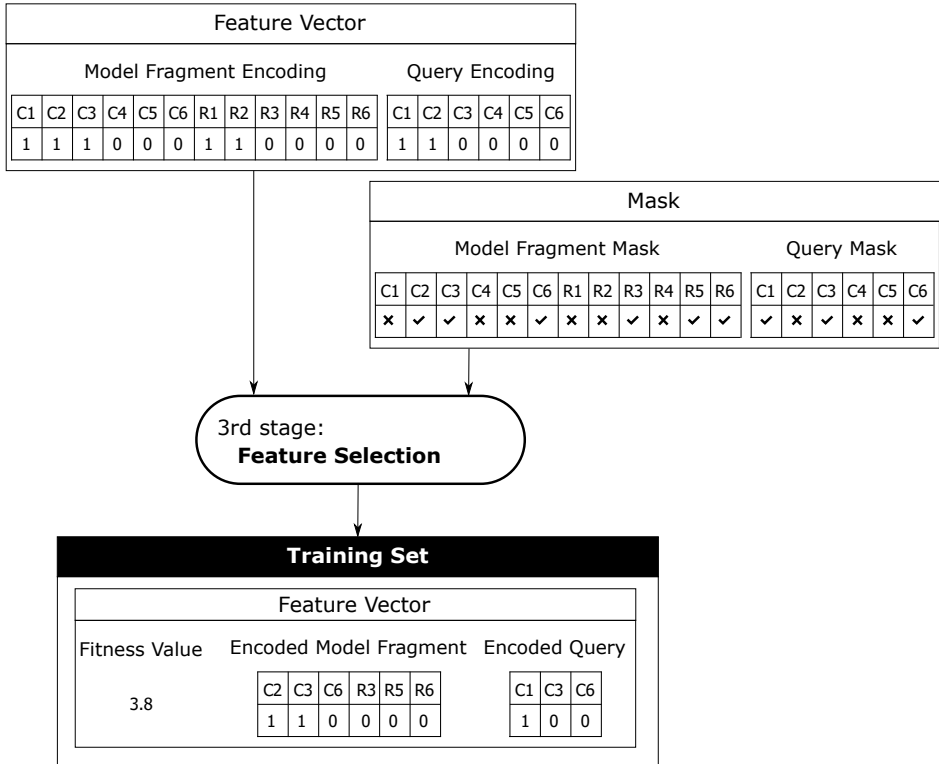 Feature Vector
Model Fragment Encoding Query Encoding
C1 C2 C3 C4 C5 C6 R1 R2 R3 R4 R5 R6 C1 C2 C3 C4 C5 C6
1 1 1 0 0 0 1 1 0 0 0 0 1 1 0 0 0 0
Mask
Model Fragment Mask Query Mask
C1 C2 C3 C4 C5 C6 R1 R2 R3 R4 R5 R6 C1 C2 C3 C4 C5 C6
✖ ✔ ✔ ✖ ✖ ✔ ✖ ✖ ✔ ✖ ✔ ✔ ✔ ✖ ✔ ✖ ✖ ✔
3rd stage:
Feature Selection
Training Set
Feature Vector
Fitness Value Encoded Model Fragment Encoded Query
C2 C3 C6 R3 R5 R6 C1 C3 C6
3.8 1 1 0 0 0 0 1 0 0